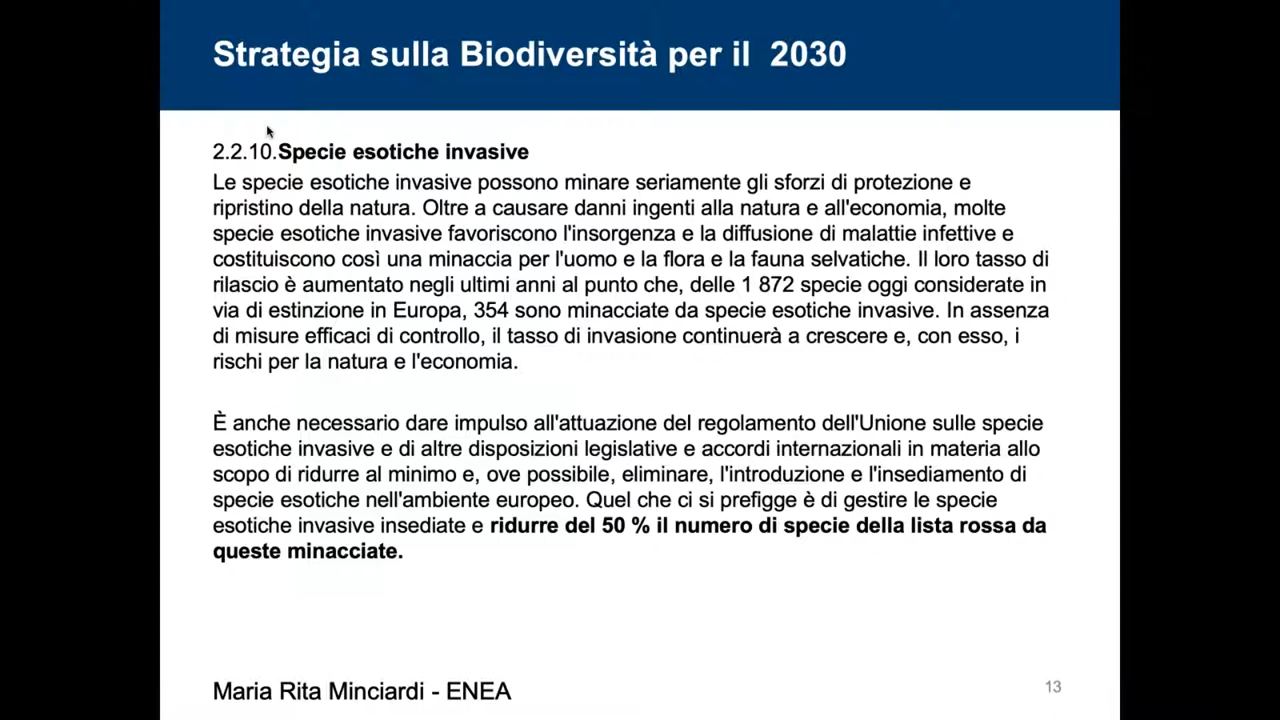 Strategia sulla Biodiversità per il 2030
2.2.10.Specie esotiche invasive
Le specie esotiche invasive possono minare seriamente gli sforzi di protezione e
ripristino della natura. Oltre a causare danni ingenti alla natura e all'economia, molte
specie esotiche invasive favoriscono l'insorgenza e la diffusione di malattie infettive e
costituiscono così una minaccia per l'uomo e la flora e la fauna selvatiche. Il loro tasso di
rilascio è aumentato negli ultimi anni al punto che, delle 1 872 specie oggi considerate in
via di estinzione in Europa, 354 sono minacciate da specie esotiche invasive. In assenza
di misure efficaci di controllo, il tasso di invasione continuerà a crescere e, con esso, i
rischi per la natura e l'economia.
È anche necessario dare impulso all'attuazione del regolamento dell'Unione sulle specie
esotiche invasive e di altre disposizioni legislative e accordi internazionali in materia allo
scopo di ridurre al minimo e, ove possibile, eliminare, l'introduzione e l'insediamento di
specie esotiche nell'ambiente europeo. Quel che ci si prefigge è di gestire le specie
esotiche invasive insediate e ridurre del 50 % il numero di specie della lista rossa da
queste minacciate.
Maria Rita Minciardi - ENEA
13